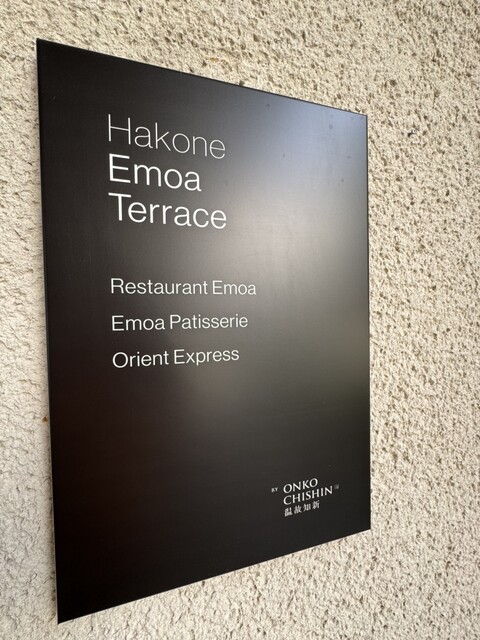 Hakone
Emoa
Terrace
Restaurant Emoa
Emoa Patisserie
Orient Express
BY ONKO
CHISHIN
温故知新